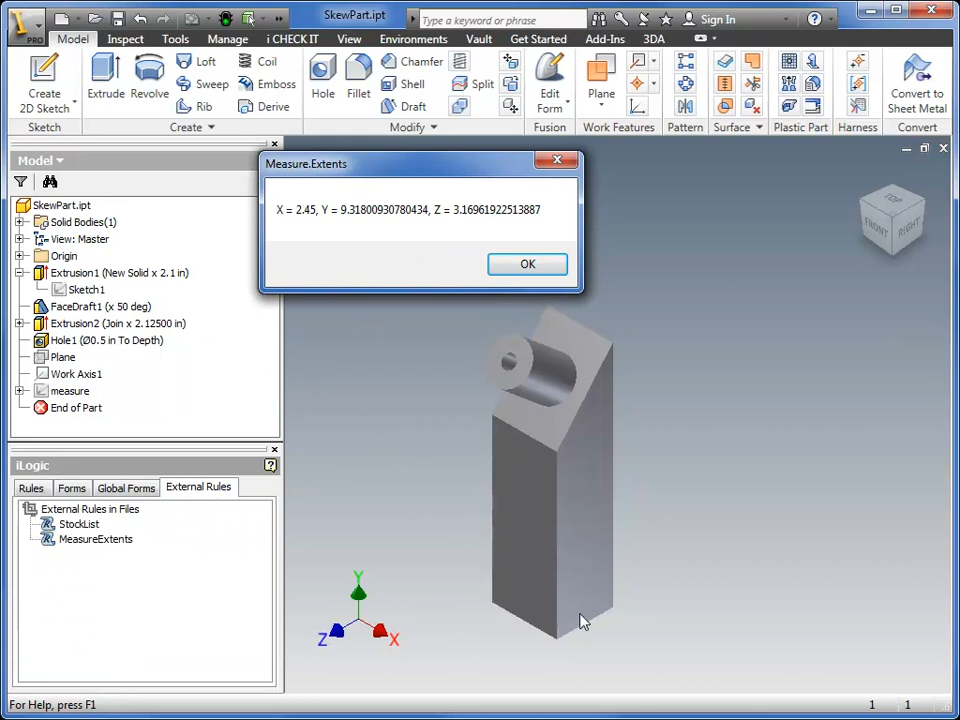 SkewPart.ipt
Type a keyword or phrase
Sign In
PRO
Model
Inspect
Tools
Manage
i CHECK IT
View
Environments
Vault
Get Started
Add-Ins
3DA
Create
2D Sketch
Extrude
Revolve
Loft
Sweep
Rib
Coil
Emboss
Derive
Hole
Fillet
Chamfer
Shell
Draft
Split
Edit
Form
Plane
Convert to
Sheet Metal
Sketch
Create
Modify
Fusion
Work Features
Pattern
Surface
Plastic Part
Harness
Convert
Model
SkewPart.ipt
Solid Bodies(1)
View: Master
Origin
Extrusion1 (New Solid x 2.1 in)
Sketch1
FaceDraft1 (x 50 deg)
Extrusion2 (Join x 2.12500 in)
Hole1 (Ø0.5 in To Depth)
Plane
Work Axis1
measure
End of Part
Measure.Extents
X = 2.45, Y = 9.31800930780434, Z = 3.16961922513887
OK
TOP
FRONT
RIGHT
iLogic
Rules
Forms
Global Forms
External Rules
External Rules in Files
StockList
MeasureExtents
Y
Z
X
For Help, press F1
1
1